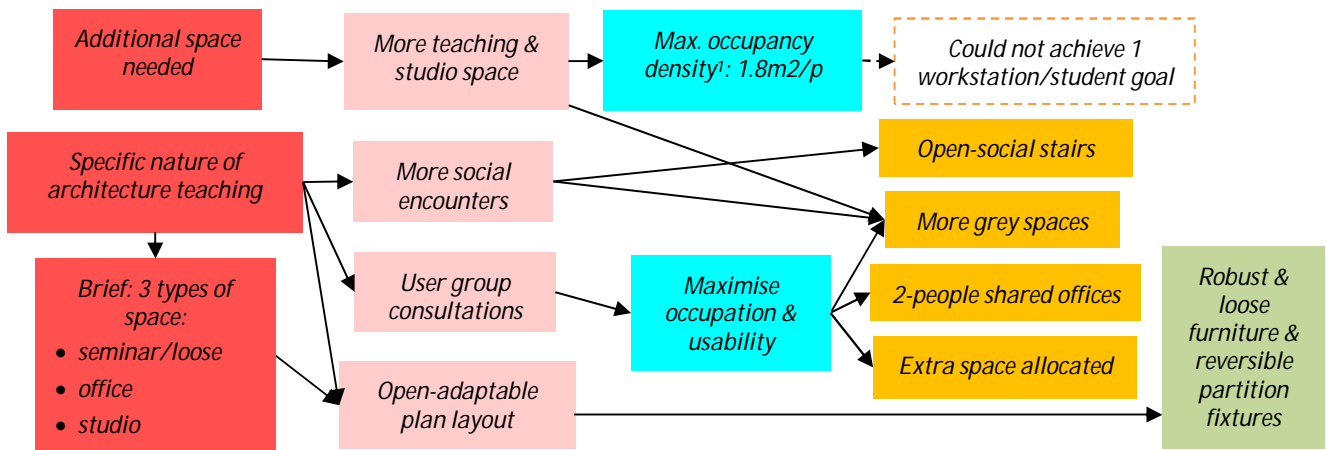 Additional space
needed
More teaching &
studio space
Max. occupancy
density¹: 1.8m2/p
Could not achieve 1
workstation/student goal
Specific nature of
architecture teaching
More social
encounters
Open-social stairs
More grey spaces
Brief: 3 types of
space:
• seminar/loose
• office
• studio
User group
consultations
Maximise
occupation &
usability
2-people shared offices
Extra space allocated
Open-adaptable
plan layout
Robust &
loose
furniture &
reversible
partition
fixtures